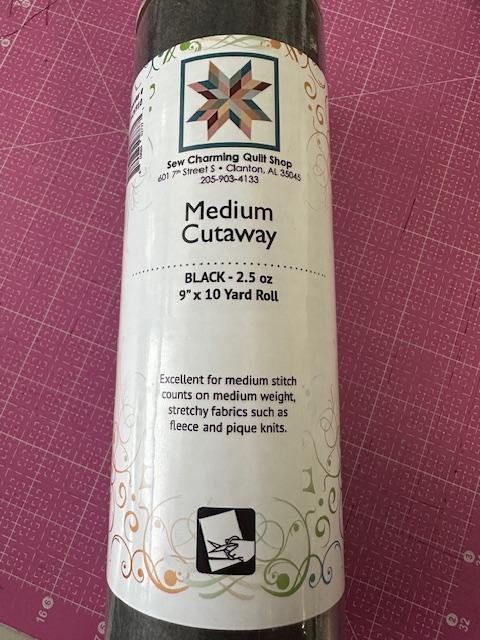 Sew Charming Quilt Shop
601 7th Street S • Clanton, AL 35045
205-903-4133
Medium
Cutaway
BLACK - 2.5 oz
9" x 10 Yard Roll
Excellent for medium stitch
counts on medium weight,
stretchy fabrics such as
fleece and pique knits.
16
32